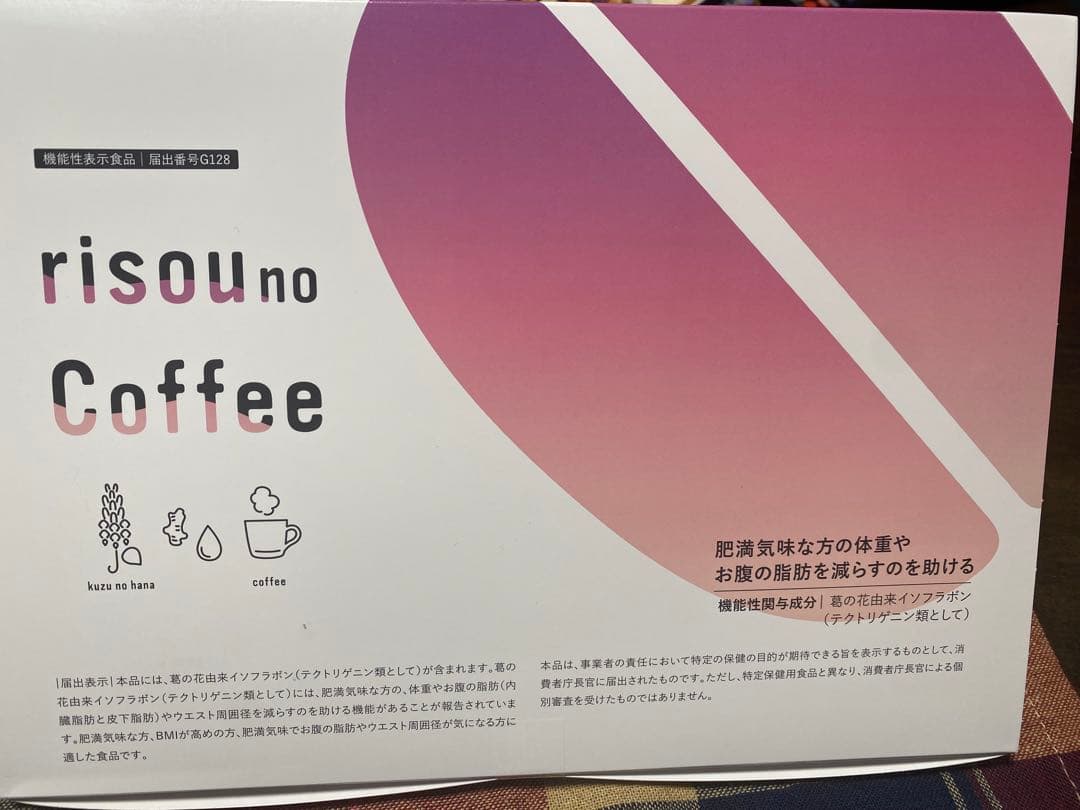 機能性表示食品｜届出番号G128
risou no
Coffee
kuzu no hana
coffee
肥満気味な方の体重や
お腹の脂肪を減らすのを助ける
機能性関与成分｜葛の花由来イソフラボン
（テクトリゲニン類として）
|届出表示|本品には、葛の花由来イソフラボン(テクトリゲニン類として)が含まれます。葛の
花由来イソフラボン(テクトリゲニン類として)には、肥満気味な方の、体重やお腹の脂肪(内
臓脂肪と皮下脂肪)やウエスト周囲径を減らすのを助ける機能があることが報告されていま
す。肥満気味な方、BMIが高めの方、肥満気味でお腹の脂肪やウエスト周囲径が気になる方に
適した食品です。
本品は、事業者の責任において特定の保健の目的が期待できる旨を表示するものとして、消
費者庁長官に届出されたものです。ただし、特定保健用食品と異なり、消費者庁長官による個
別審査を受けたものではありません。